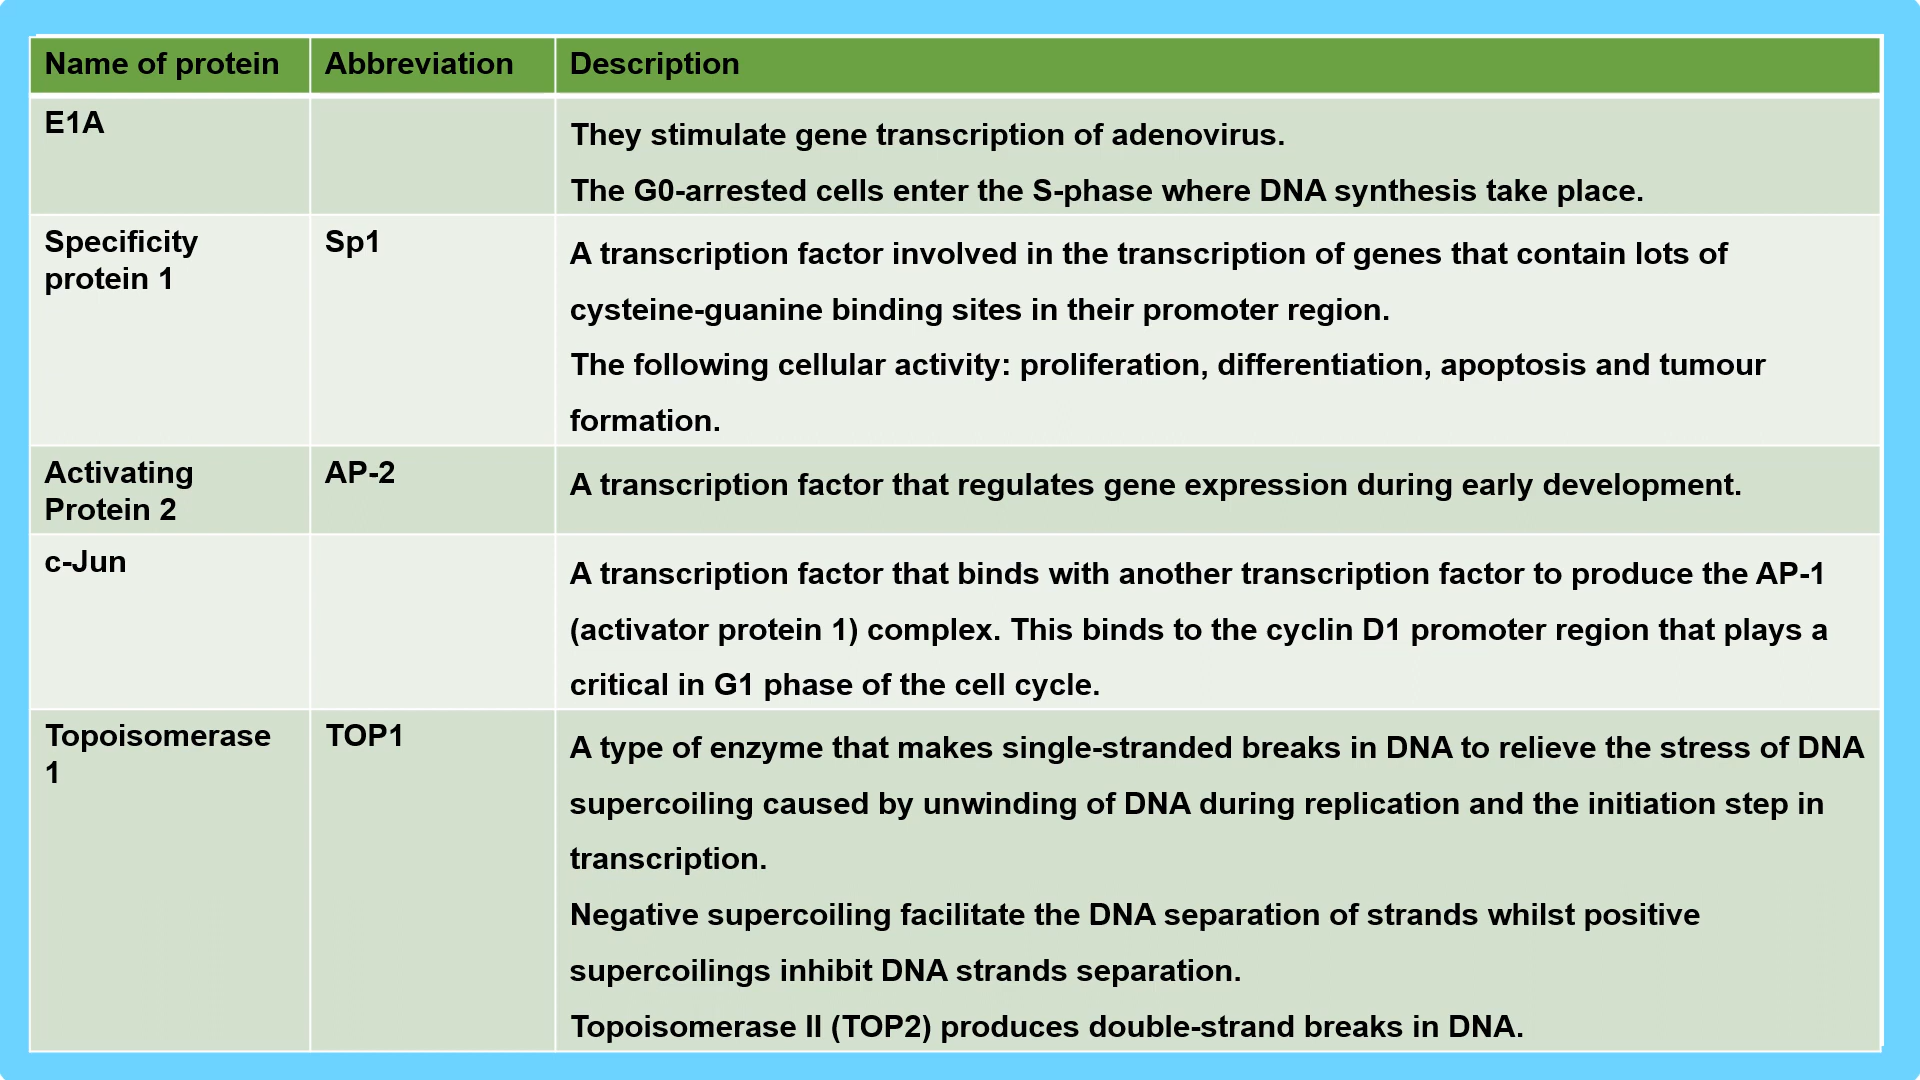 Name of protein
Abbreviation
Description
E1A
They stimulate gene transcription of adenovirus.
The G0-arrested cells enter the S-phase where DNA synthesis take place.
Specificity
protein 1
Sp1
A transcription factor involved in the transcription of genes that contain lots of
cysteine-guanine binding sites in their promoter region.
The following cellular activity: proliferation, differentiation, apoptosis and tumour
formation.
Activating
Protein 2
AP-2
A transcription factor that regulates gene expression during early development.
c-Jun
A transcription factor that binds with another transcription factor to produce the AP-1
(activator protein 1) complex. This binds to the cyclin D1 promoter region that plays a
critical in G1 phase of the cell cycle.
Topoisomerase
1
TOP1
A type of enzyme that makes single-stranded breaks in DNA to relieve the stress of DNA
supercoiling caused by unwinding of DNA during replication and the initiation step in
transcription.
Negative supercoiling facilitate the DNA separation of strands whilst positive
supercoilings inhibit DNA strands separation.
Topoisomerase II (TOP2) produces double-strand breaks in DNA.